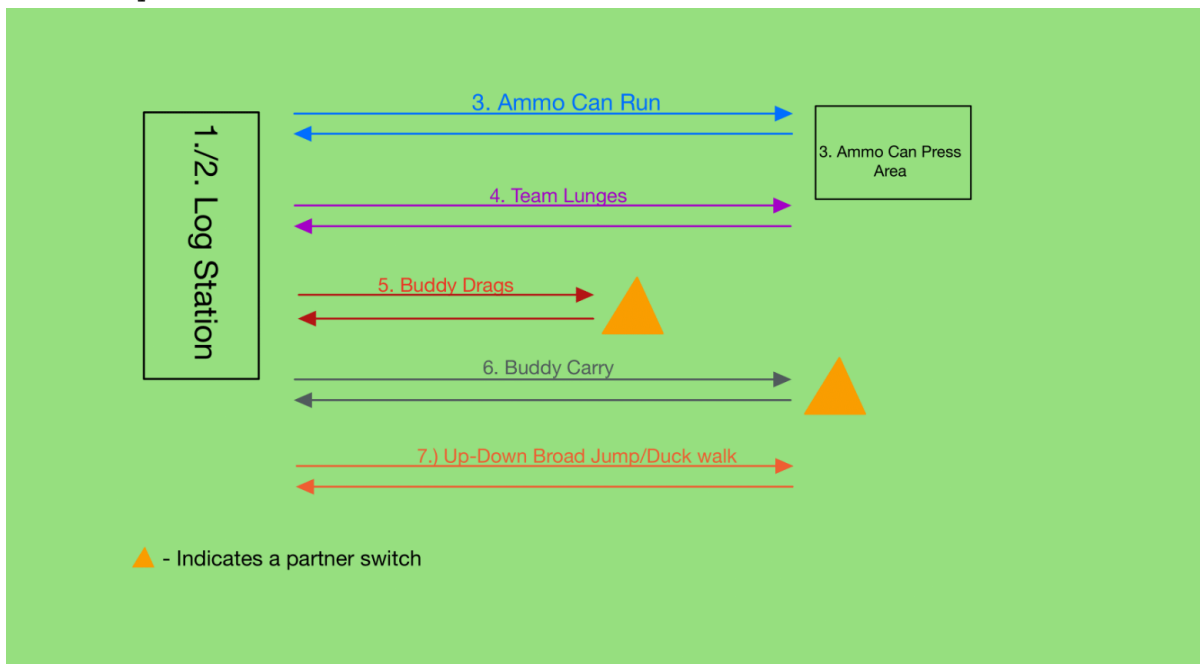 1./2. Log Station
3. Ammo Can Run
3. Ammo Can Press
Area
4. Team Lunges
5. Buddy Drags
6. Buddy Carry
7.) Up-Down Broad Jump/Duck walk
- Indicates a partner switch